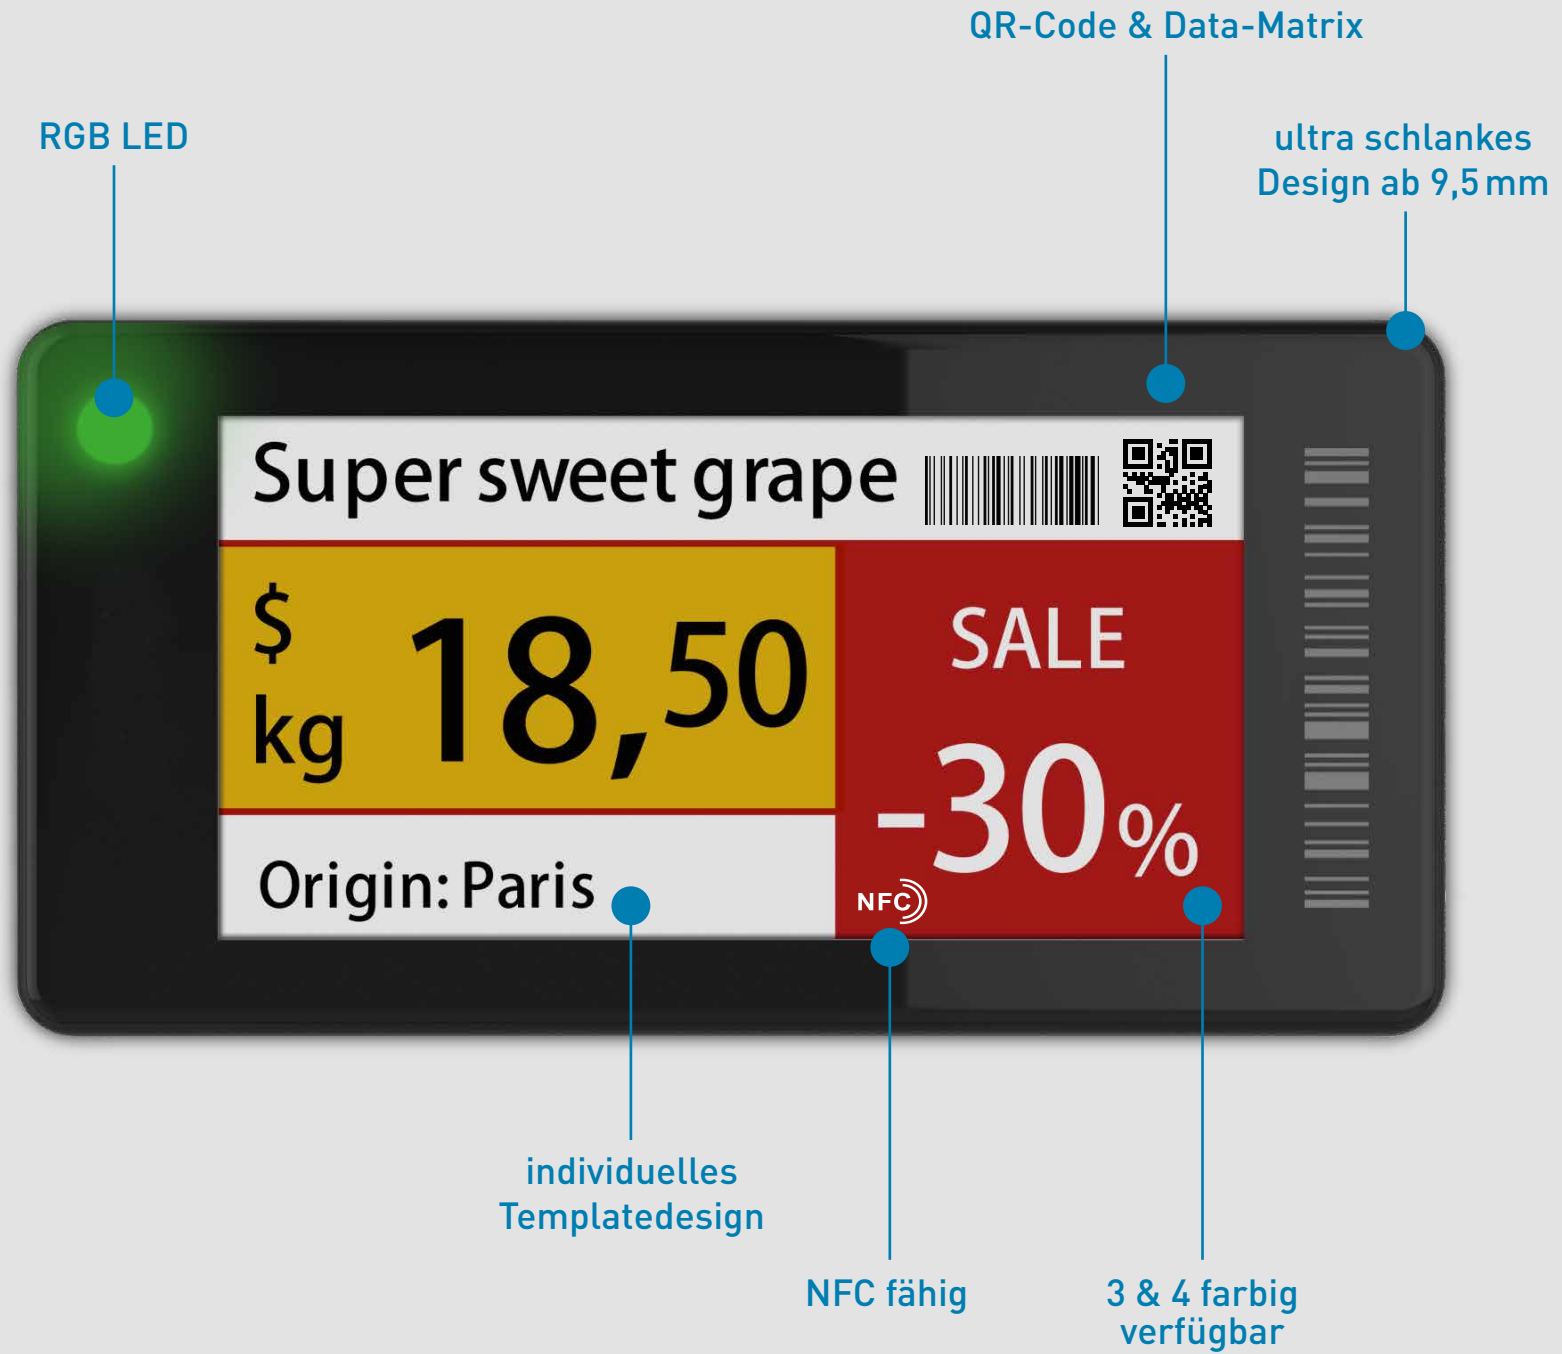 QR-Code & Data-Matrix
RGB LED
ultra schlankes
Design ab 9,5 mm
Super sweet grape
$
kg
18,50
SALE
-30%
Origin: Paris
NFC
individuelles
Templatedesign
NFC fähig
3 & 4 farbig
verfügbar